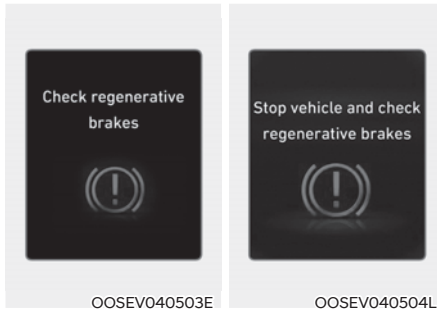 Check regenerative
brakes
OOSEV040503E
Stop vehicle and check
regenerative brakes
OOSEV040504L